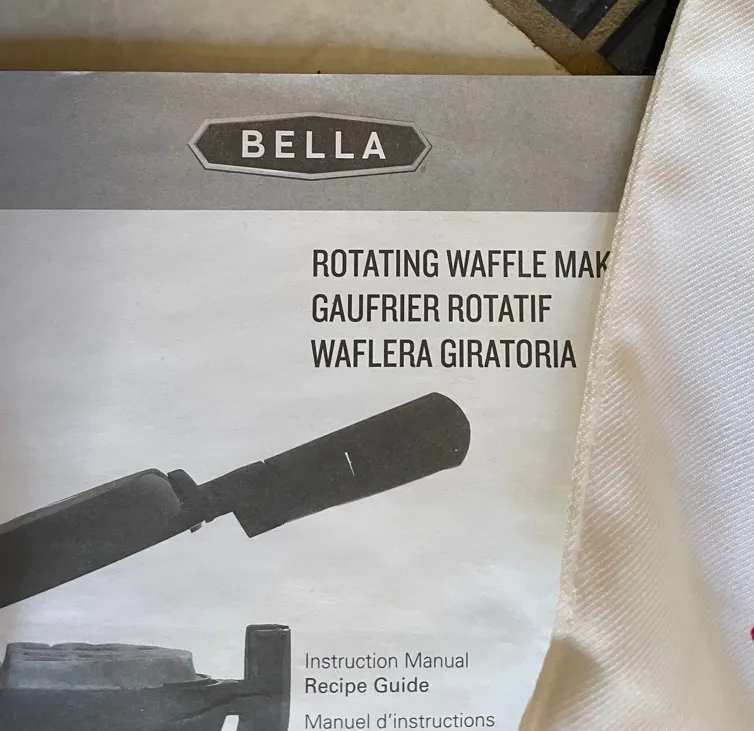 BELLA
ROTATING WAFFLE MAK
GAUFRIER ROTATIF
WAFLERA GIRATORIA
Instruction Manual
Recipe Guide
Manuel d'instructions